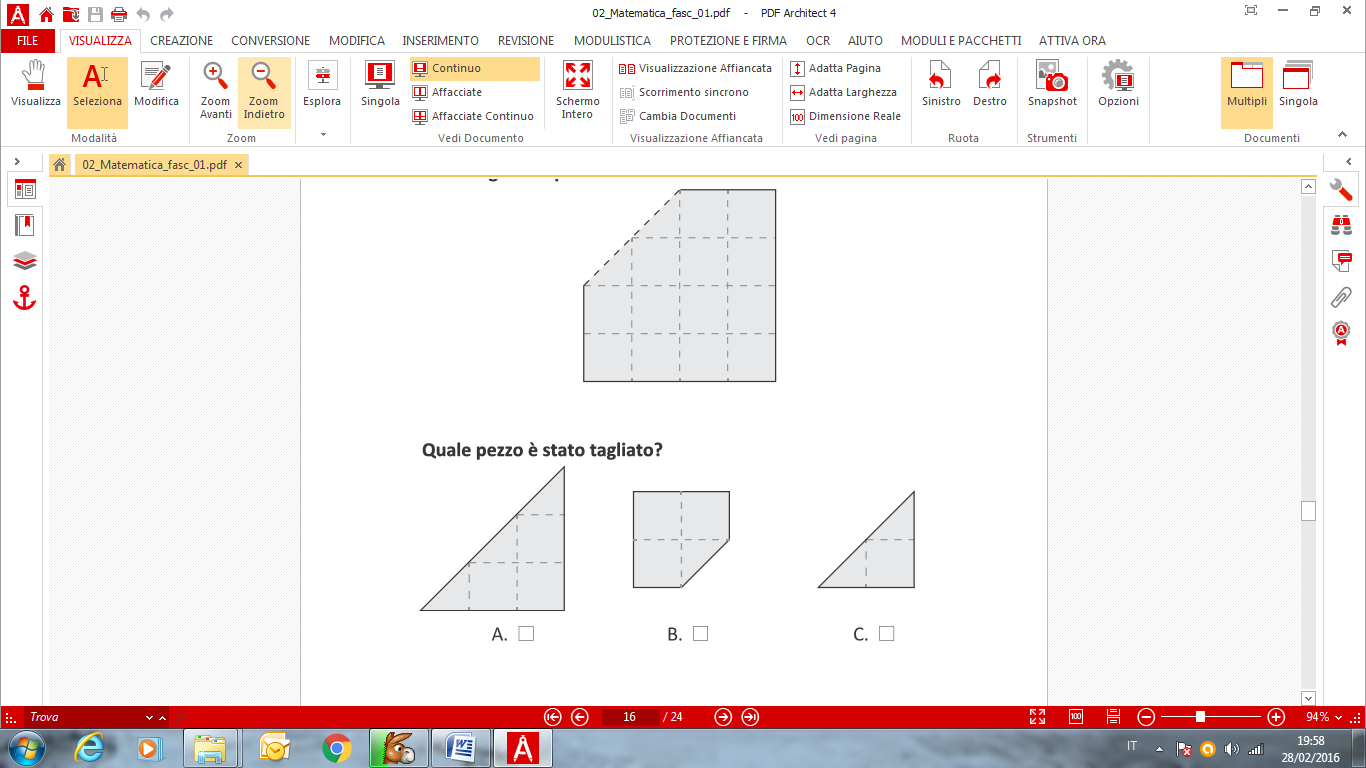 02_Matematica_fasc_01.pdf - PDF Architect 4
FILE VISUALIZZA CREAZIONE CONVERSIONE MODIFICA INSERIMENTO REVISIONE MODULISTICA PROTEZIONE E FIRMA OCR AIUTO MODULI E PACCHETTI ATTIVA ORA
Visualizza Seleziona Modifica
Modalità
Zoom Avanti Zoom Indietro
Zoom
Esplora
Singola
Continuo
Affacciate
Affacciate Continuo
Vedi Documento
Schermo Intero
Visualizzazione Affiancata
Scorrimento sincrono
Cambia Documenti
Visualizzazione Affiancata
Adatta Pagina
Adatta Larghezza
100 Dimensione Reale
Vedi pagina
Sinistro Destro
Ruota
Snapshot
Strumenti
Opzioni
Multipli Singola
Documenti
02_Matematica_fasc_01.pdf ×
Quale pezzo è stato tagliato?
A. B. C.
Trova
16 / 24
100
94%
IT
19:58
28/02/2016